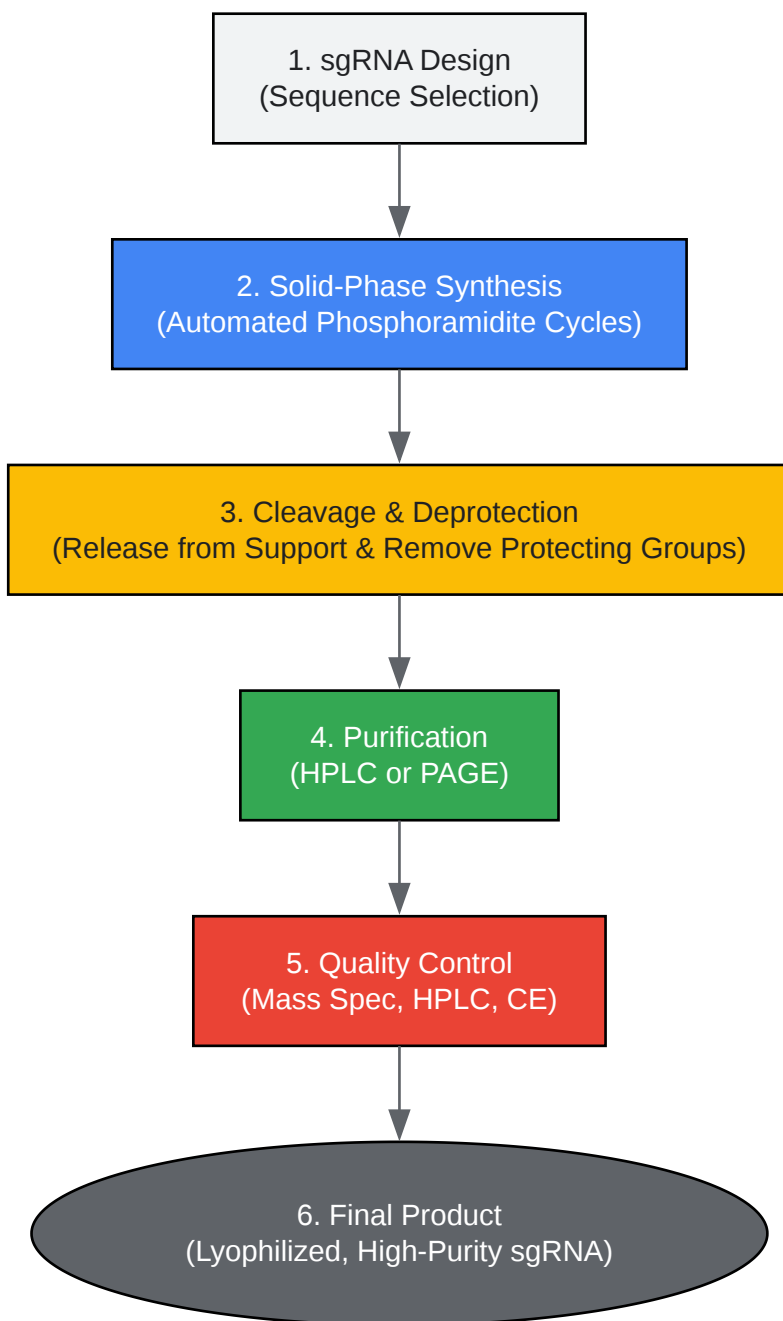 1. sgRNA Design
(Sequence Selection)
2. Solid-Phase Synthesis
(Automated Phosphoramidite Cycles)
3. Cleavage & Deprotection
(Release from Support & Remove Protecting Groups)
4. Purification
(HPLC or PAGE)
5. Quality Control
(Mass Spec, HPLC, CE)
6. Final Product
(Lyophilized, High-Purity sgRNA)